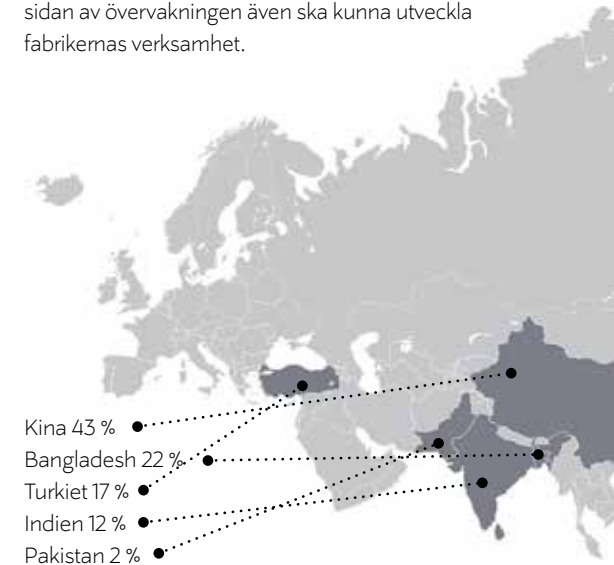 sidan av övervakningen även ska kunna utveckla
fabrikernas verksamhet.
Kina 43 %
Bangladesh 22 %
Turkiet 17 %
Indien 12 %
Pakistan 2 %